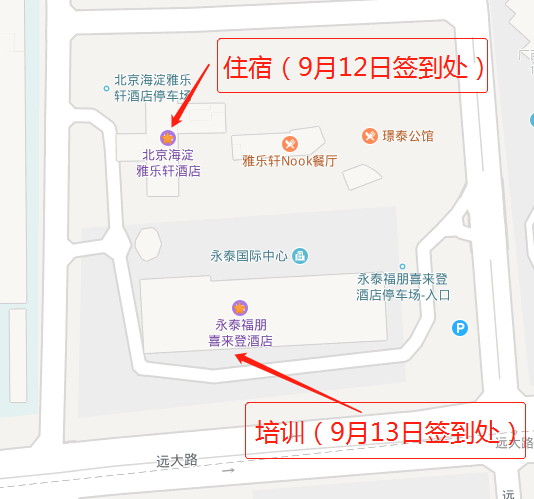 住宿（9月12日签到处）
北京海淀雅乐
轩酒店停车场
璟泰公馆
北京海淀
雅乐轩酒店
雅乐轩Nook餐厅
永泰国际中心
永泰福朋喜来登
酒店停车场-入口
永泰福朋
喜来登酒店
P
培训（9月13日签到处）
远大路
远大路
远